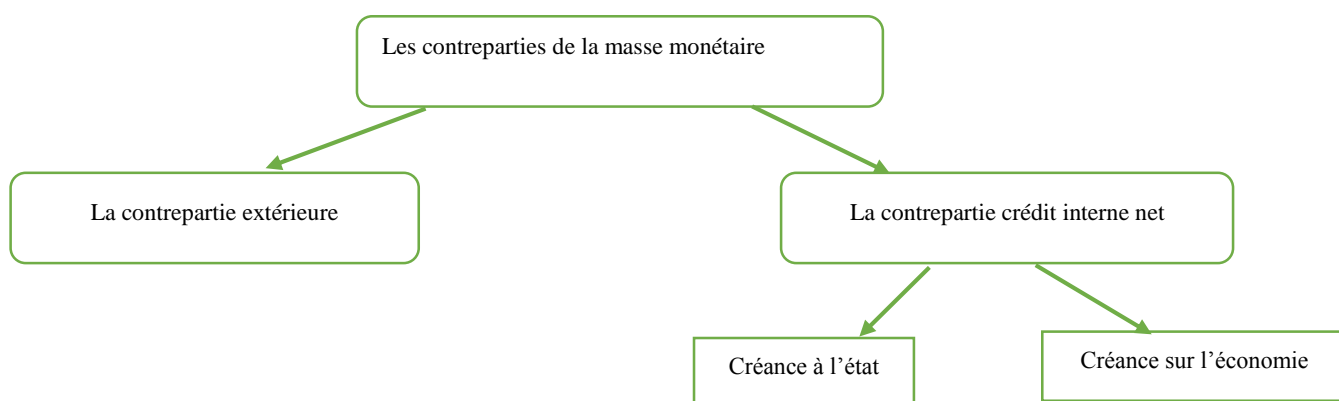 Les contreparties de la masse monétaire
La contrepartie extérieure
La contrepartie crédit interne net
Créance à l’état
Créance sur l’économie